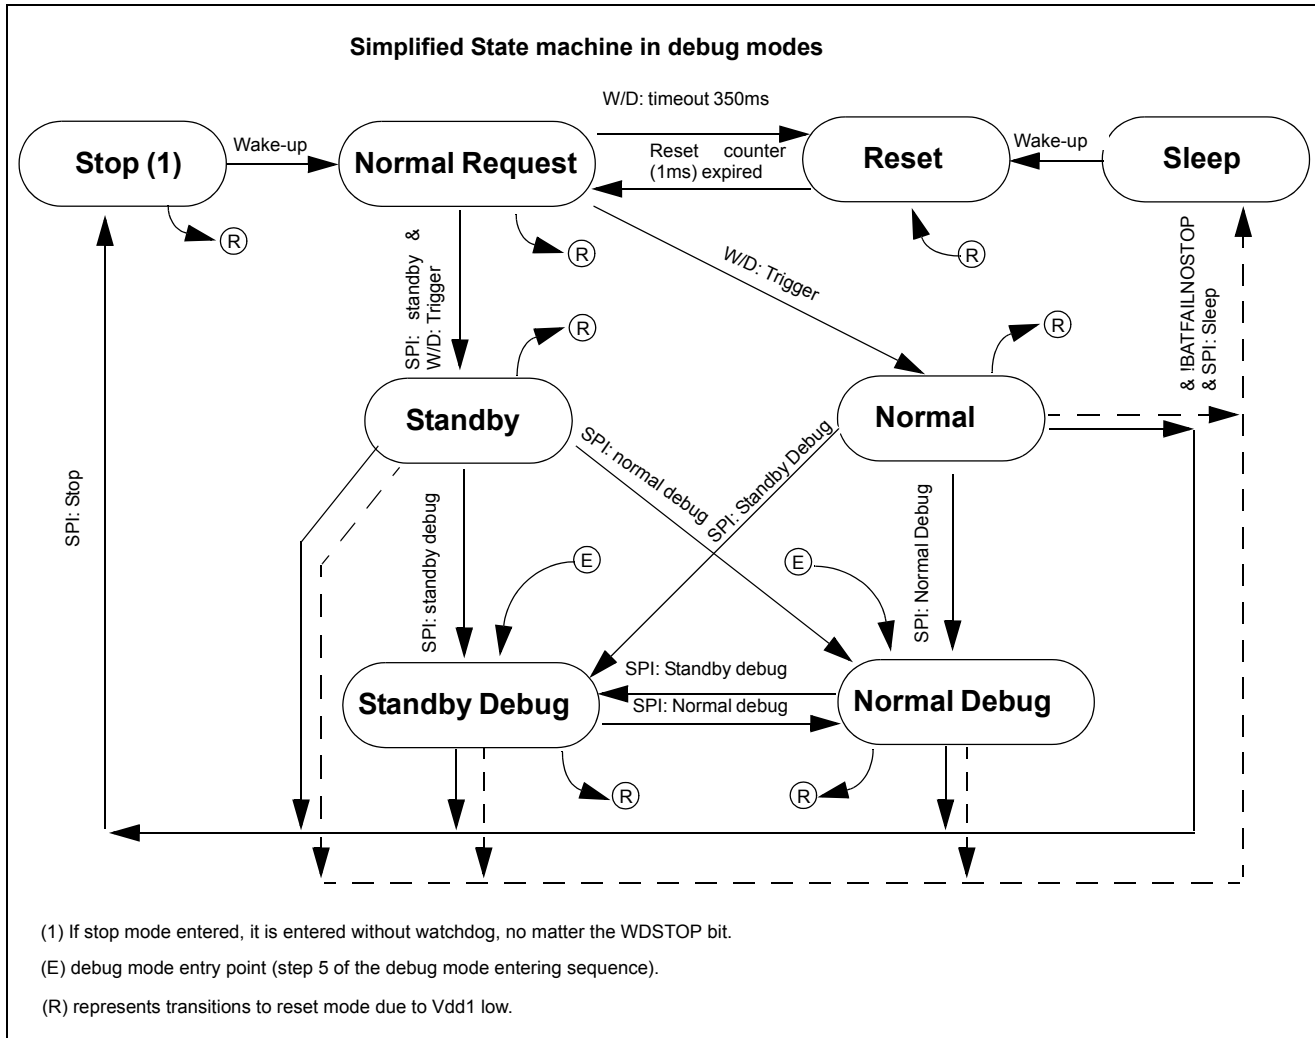 Simplified State machine in debug modes
W/D: timeout 350ms
Wake-up
Stop (1)
Normal Request
Reset counter
(1ms) expired
Reset
Wake-up
Sleep
R
R
R
SPI: standby &
W/D: Trigger
W/D: Trigger
R
R
& !BATFAILNOSTOP
& SPI: Sleep
Standby
Normal
SPI: Stop
SPI: normal debug
SPI: Standby Debug
SPI: standby debug
SPI: Normal Debug
E
E
SPI: Standby debug
Standby Debug
SPI: Normal debug
Normal Debug
R
R
(1) If stop mode entered, it is entered without watchdog, no matter the WDSTOP bit.
(E) debug mode entry point (step 5 of the debug mode entering sequence).
(R) represents transitions to reset mode due to Vdd1 low.